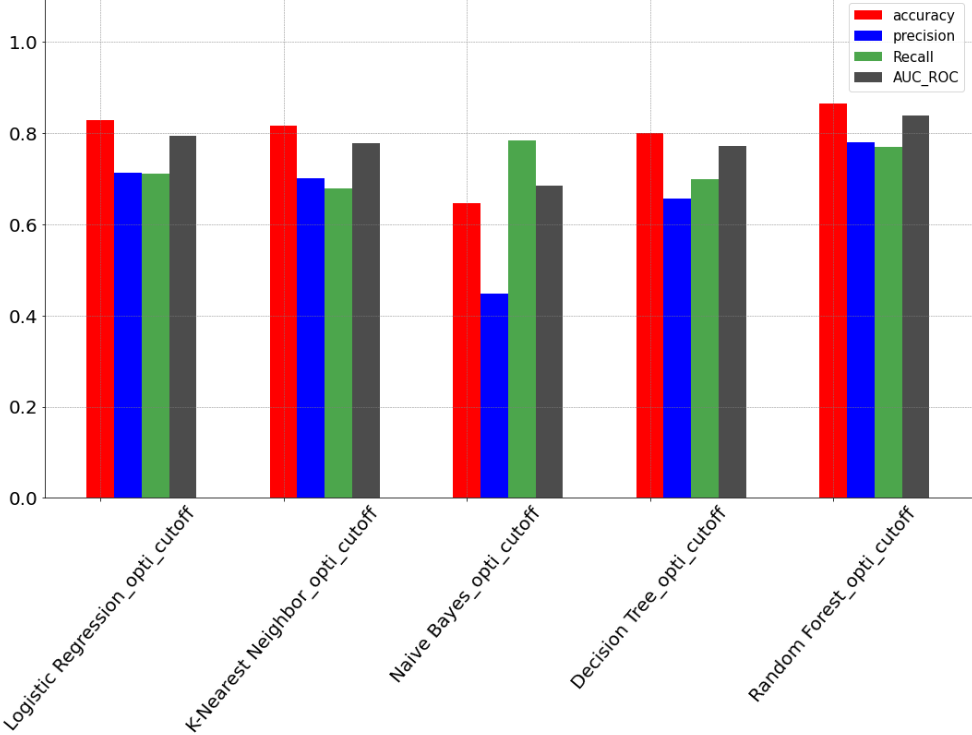 1.0
0.8
0.6
0.4
0.2
0.0
accuracy
precision
Recall
AUC_ROC
Logistic Regression_opti_cutoff
K-Nearest Neighbor_opti_cutoff
Naive Bayes_opti_cutoff
Decision Tree_opti_cutoff
Random Forest_opti_cutoff